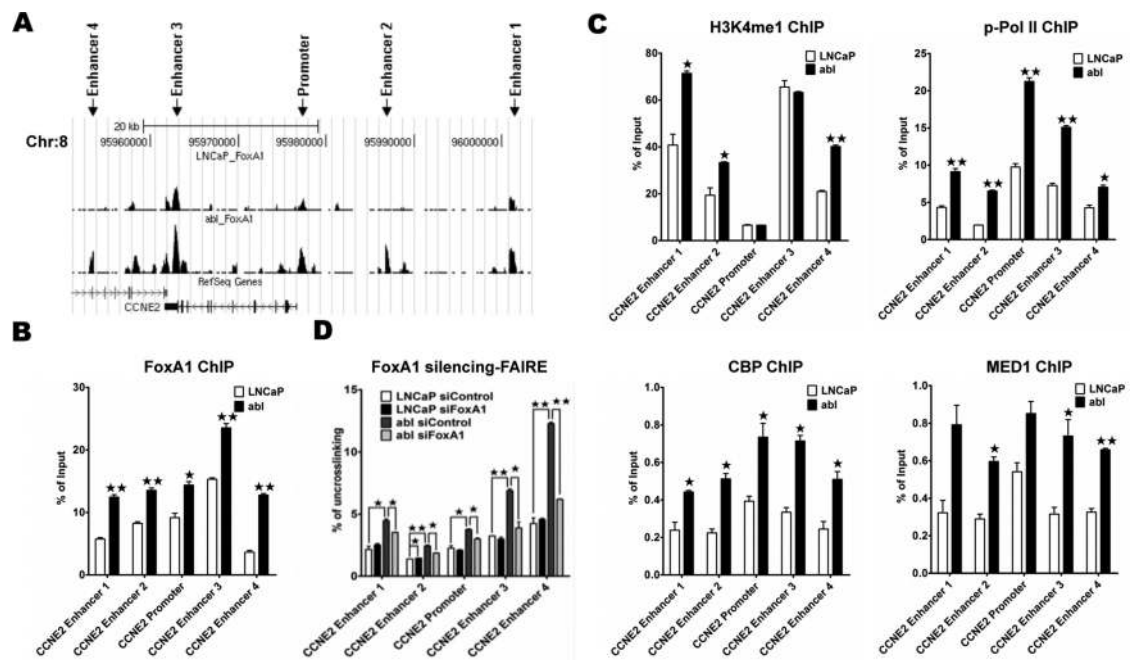 A
Enhancer 4
Enhancer 3
Promoter
Enhancer 2
Enhancer 1
20 kb
Chr:8
95960000
95970000
95980000
95990000
96000000
LNCaP_FoxA1
abl_FoxA1
RefSeq Genes
CCNE2
B
FoxA1 ChIP
LNCaP
abl
% of Input
30
20
10
0
CCNE2 Enhancer 1
CCNE2 Enhancer 2
CCNE2 Promoter
CCNE2 Enhancer 3
CCNE2 Enhancer 4
★★
★★
★
★★
★★
D
FoxA1 silencing-FAIRE
LNCaP siControl
LNCaP siFoxA1
abl siControl
abl siFoxA1
% of uncrosslinking
15
10
5
0
★ ★
★★ ★
★
★ ★
★★ ★
★★ ★★
CCNE2 Enhancer 1
CCNE2 Enhancer 2
CCNE2 Promoter
CCNE2 Enhancer 3
CCNE2 Enhancer 4
C
H3K4me1 ChIP
LNCaP
abl
% of Input
80
60
40
20
0
★
★
★★
CCNE2 Enhancer 1
CCNE2 Enhancer 2
CCNE2 Promoter
CCNE2 Enhancer 3
CCNE2 Enhancer 4
p-Pol II ChIP
LNCaP
abl
% of Input
25
20
15
10
5
0
★★
★★
★★
★★
★
CCNE2 Enhancer 1
CCNE2 Enhancer 2
CCNE2 Promoter
CCNE2 Enhancer 3
CCNE2 Enhancer 4
CBP ChIP
LNCaP
abl
% of Input
1.0
0.8
0.6
0.4
0.2
0.0
★
★
★
★
★
CCNE2 Enhancer 1
CCNE2 Enhancer 2
CCNE2 Promoter
CCNE2 Enhancer 3
CCNE2 Enhancer 4
MED1 ChIP
LNCaP
abl
% of Input
1.0
0.8
0.6
0.4
0.2
0.0
★
★
★★
CCNE2 Enhancer 1
CCNE2 Enhancer 2
CCNE2 Promoter
CCNE2 Enhancer 3
CCNE2 Enhancer 4